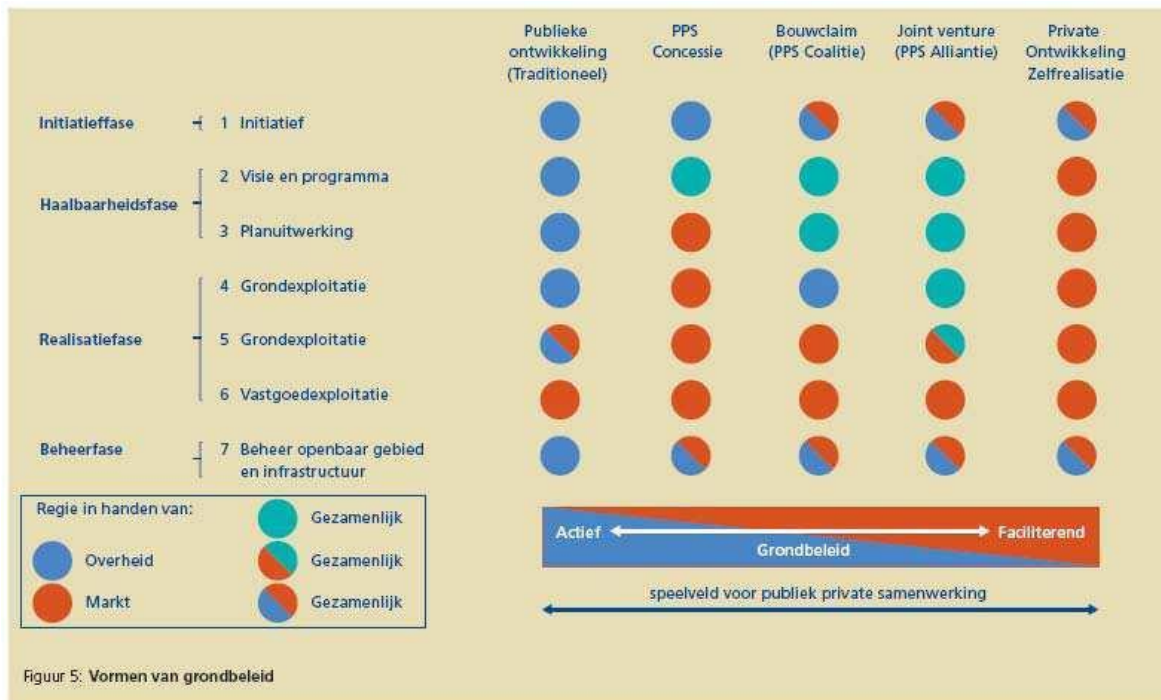 Publieke
ontwikkeling
(Traditioneel)
PPS
Concessie
Bouwclaim
(PPS Coalitie)
Joint venture
(PPS Alliantie)
Private
Ontwikkeling
Zelfrealisatie
Initiatieffase
1 Initiatief
Haalbaarheidsfase
2 Visie en programma
3 Planuitwerking
Realisatiefase
4 Grondexploitatie
5 Grondexploitatie
6 Vastgoedexploitatie
Beheerfase
7 Beheer openbaar gebied
en infrastructuur
Regie in handen van:
Overheid
Markt
Gezamenlijk
Gezamenlijk
Gezamenlijk
Actief
Faciliterend
Grondbeleid
speelveld voor publiek private samenwerking
Figuur 5: Vormen van grondbeleid